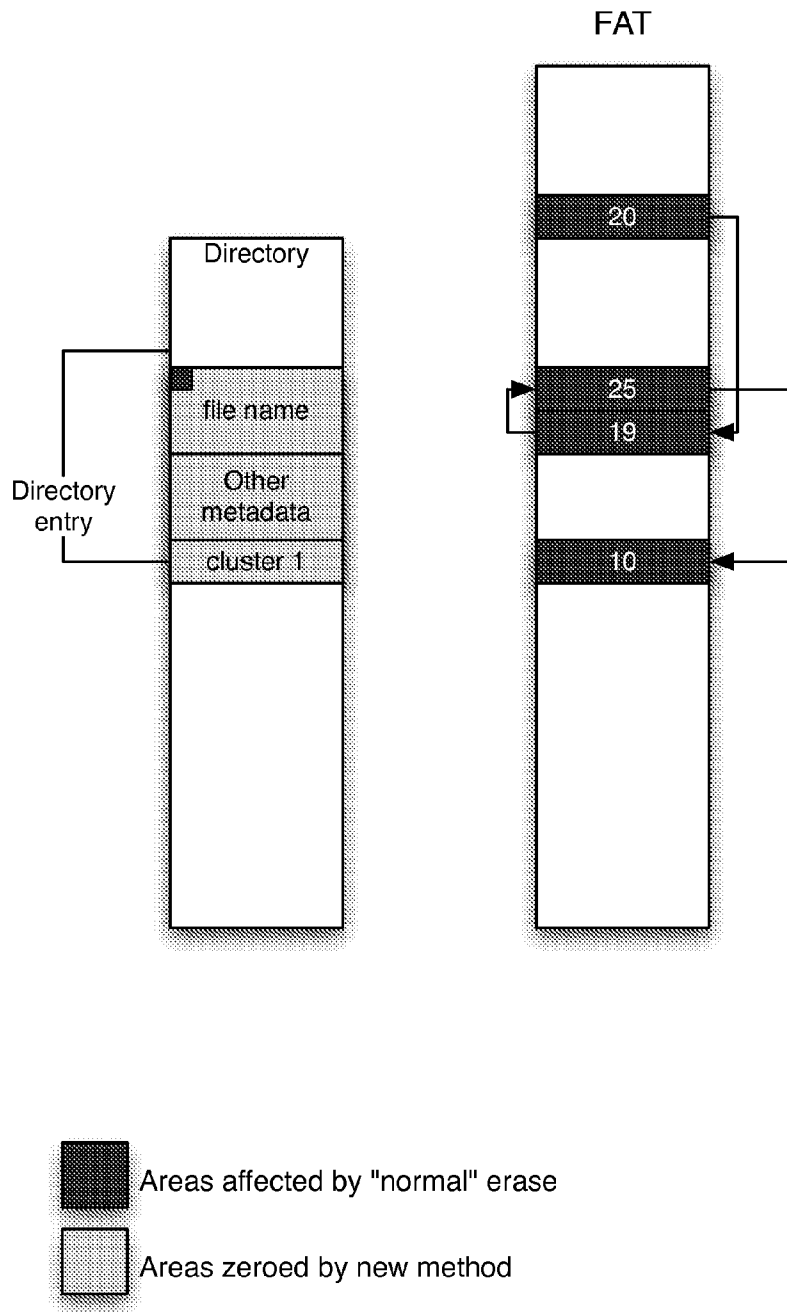 FAT
20
Directory
25
file name
19
Other
metadata
Directory
entry
cluster 1
10
Areas affected by "normal" erase
Areas zeroed by new method